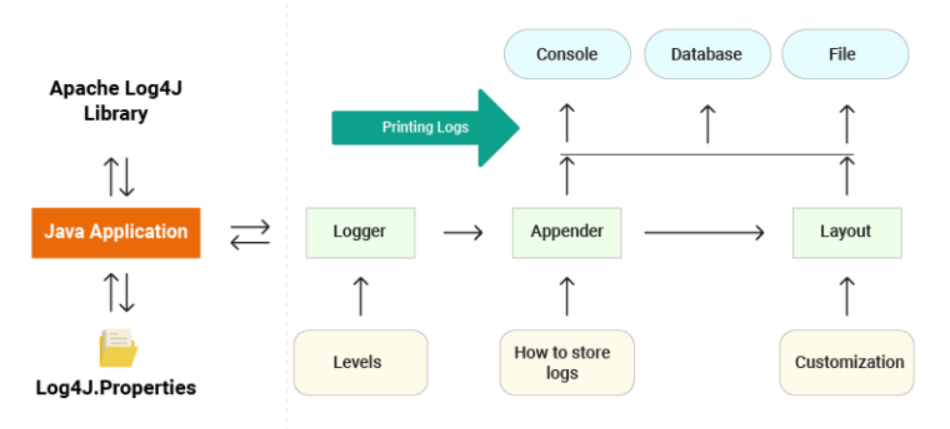 Console
Database
File
Apache Log4J
Library
Printing Logs
Java Application
Logger
Appender
Layout
Levels
How to store
logs
Customization
Log4J.Properties